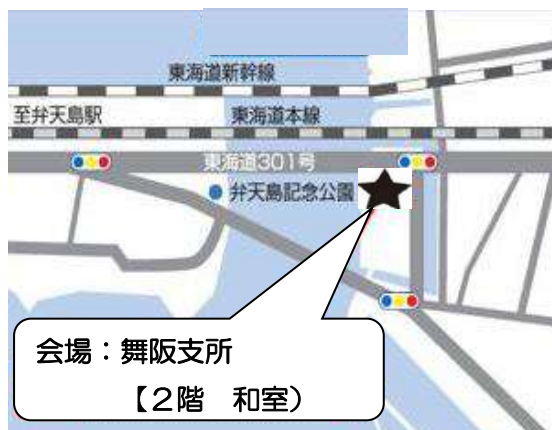 東海道新幹線
至弁天島駅
東海道本線
東海道301号
弁天島記念公園
会場：舞阪支所
【２階　和室）